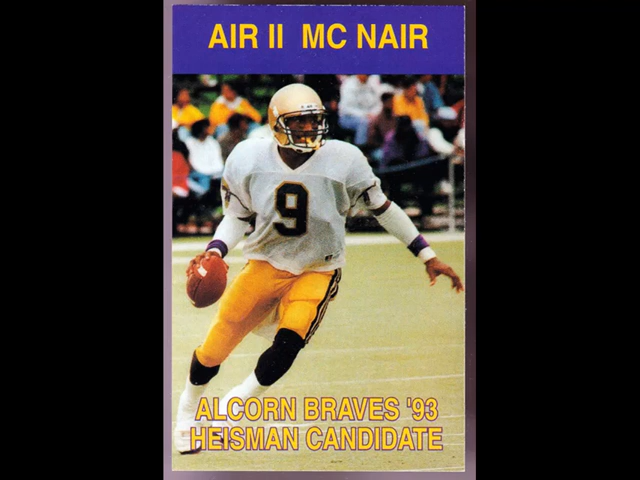 AIR II MC NAIR
9
ALCORN BRAVES '93
HEISMAN CANDIDATE